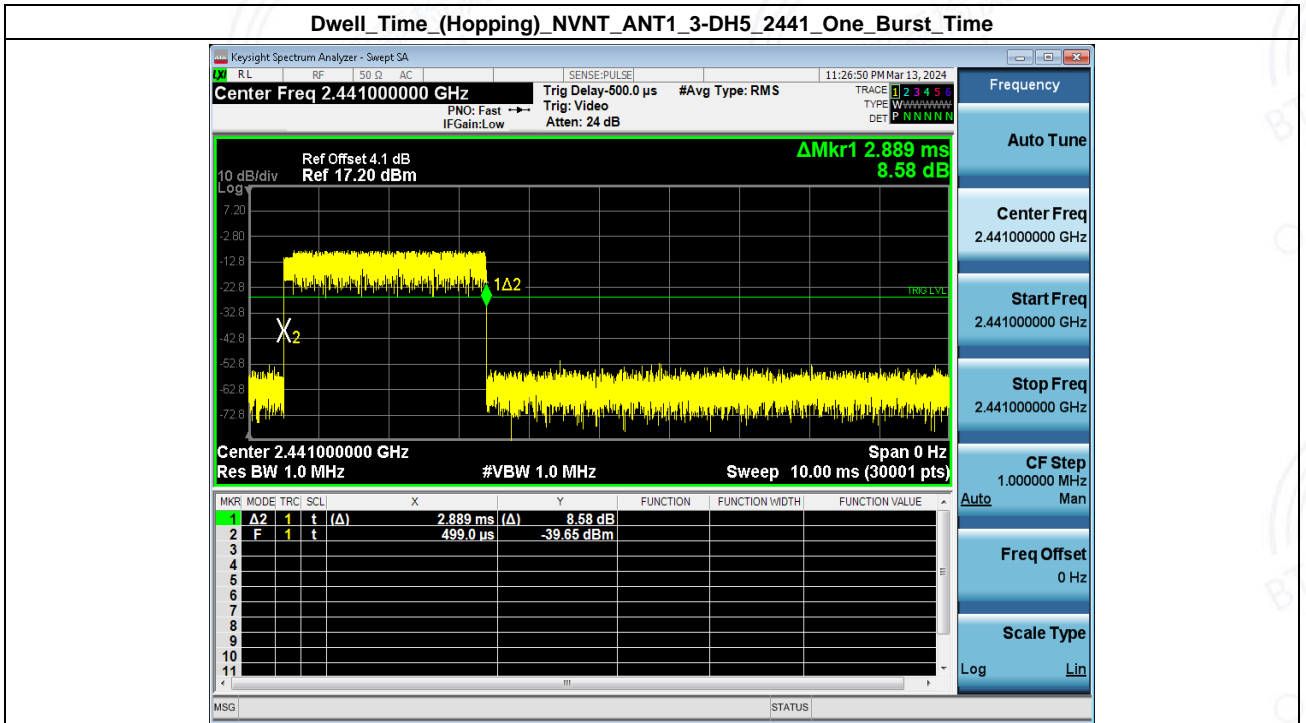 Dwell_Time_(Hopping)_NVNT_ANT1_3-DH5_2441_One_Burst_Time
Keysight Spectrum Analyzer - Swept SA
LXI RL RF 50 Ω AC SENSE:PULSE 11:26:50 PM Mar 13, 2024
Center Freq 2.441000000 GHz
PNO: Fast
IFGain:Low
Trig Delay-500.0 µs
Trig: Video
Atten: 24 dB
#Avg Type: RMS
TRACE 1 2 3 4 5 6
TYPE WWWWWW
DET P N N N N N
ΔMkr1 2.889 ms
8.58 dB
Ref Offset 4.1 dB
10 dB/div Ref 17.20 dBm
Log
7.20
-2.80
-12.8
-22.8
-32.8
-42.8
-52.8
-62.8
-72.8
1Δ2
TRIG LVL
X2
Center 2.441000000 GHz Span 0 Hz
Res BW 1.0 MHz #VBW 1.0 MHz Sweep 10.00 ms (30001 pts)
MKR MODE TRC SCL X Y FUNCTION FUNCTION WIDTH FUNCTION VALUE
1 Δ2 1 t (Δ) 2.889 ms (Δ) 8.58 dB
2 F 1 t 499.0 µs -39.65 dBm
3
4
5
6
7
8
9
10
11
MSG STATUS
Frequency
Auto Tune
Center Freq
2.441000000 GHz
Start Freq
2.441000000 GHz
Stop Freq
2.441000000 GHz
CF Step
1.000000 MHz
Auto Man
Freq Offset
0 Hz
Scale Type
Log Lin